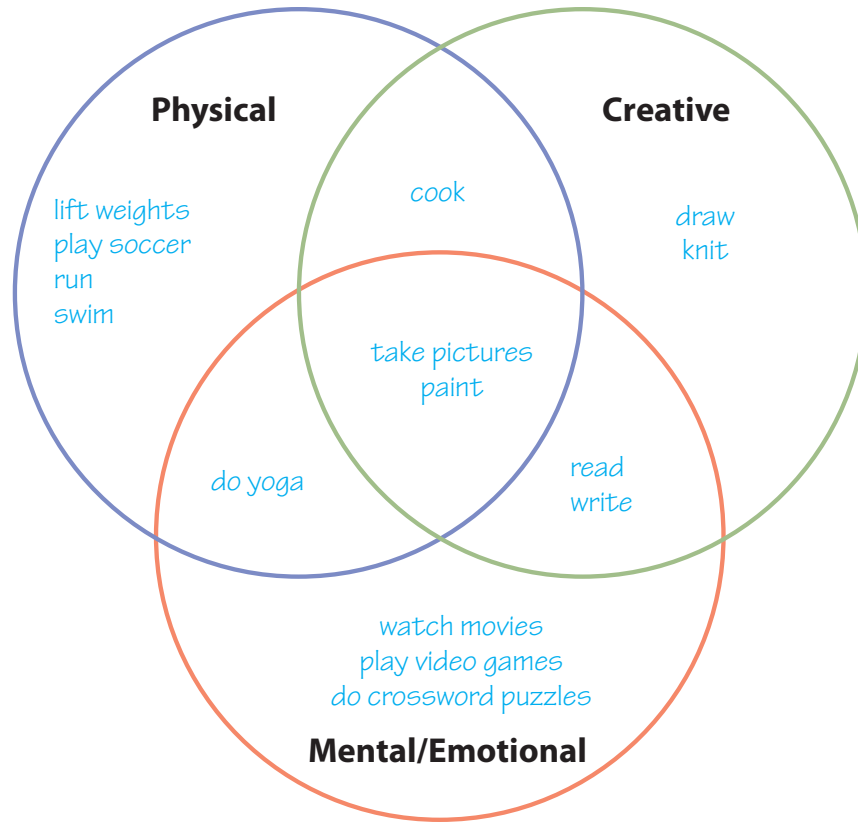 Physical
Creative
cook
lift weights
play soccer
run
swim
draw
knit
take pictures
paint
do yoga
read
write
watch movies
play video games
do crossword puzzles
Mental/Emotional